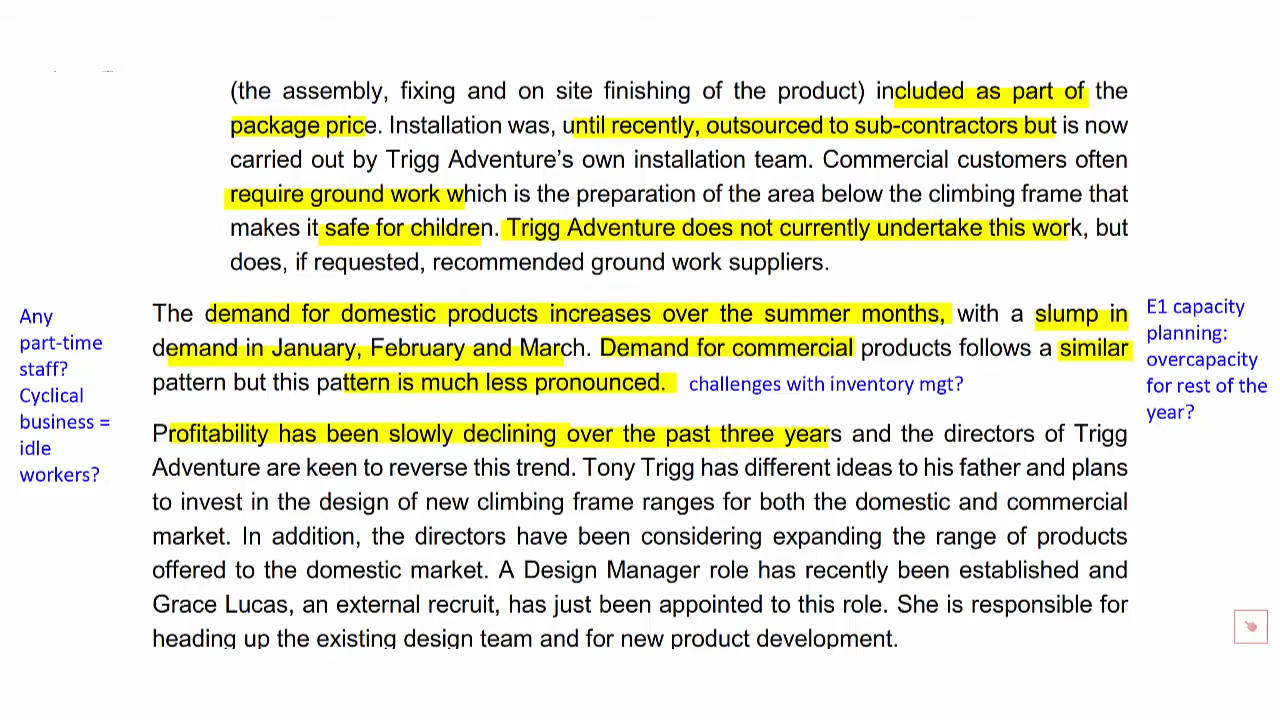 (the assembly, fixing and on site finishing of the product) included as part of the
package price. Installation was, until recently, outsourced to sub-contractors but is now
carried out by Trigg Adventure’s own installation team. Commercial customers often
require ground work which is the preparation of the area below the climbing frame that
makes it safe for children. Trigg Adventure does not currently undertake this work, but
does, if requested, recommended ground work suppliers.
The demand for domestic products increases over the summer months, with a slump in
demand in January, February and March. Demand for commercial products follows a similar
pattern but this pattern is much less pronounced. challenges with inventory mgt?
Any
part-time
staff?
Cyclical
business =
idle
workers?
E1 capacity
planning:
overcapacity
for rest of the
year?
Profitability has been slowly declining over the past three years and the directors of Trigg
Adventure are keen to reverse this trend. Tony Trigg has different ideas to his father and plans
to invest in the design of new climbing frame ranges for both the domestic and commercial
market. In addition, the directors have been considering expanding the range of products
offered to the domestic market. A Design Manager role has recently been established and
Grace Lucas, an external recruit, has just been appointed to this role. She is responsible for
heading up the existing design team and for new product development.